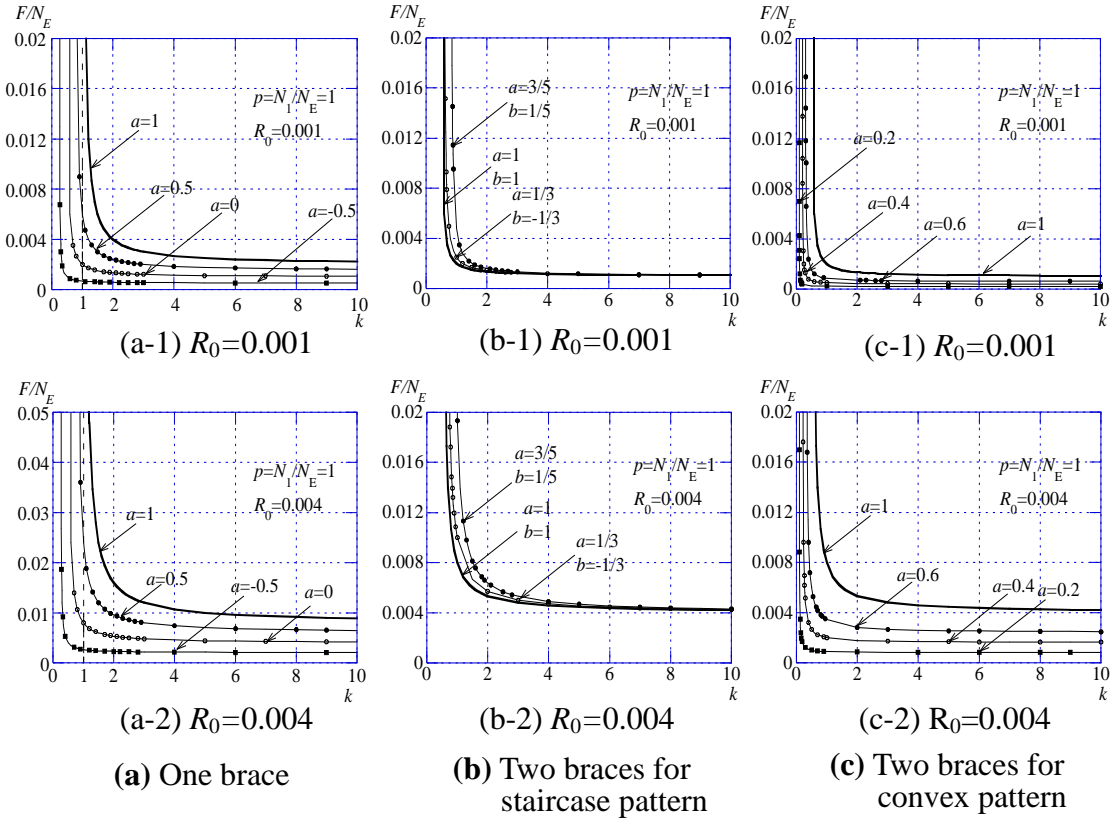 F/N_E
0.02
0.016
0.012
0.008
0.004
0
0 2 4 6 8 10
k
p=N_1/N_E=1
R_0=0.001
a=1
a=0.5
a=0
a=-0.5
(a-1) R_0=0.001
F/N_E
0.02
0.016
0.012
0.008
0.004
0
0 2 4 6 8 10
k
a=3/5
b=1/5
p=N_1/N_E=1
R_0=0.001
a=1
b=1
a=1/3
b=-1/3
(b-1) R_0=0.001
F/N_E
0.02
0.016
0.012
0.008
0.004
0
0 2 4 6 8 10
k
p=N_1/N_E=1
R_0=0.001
a=0.2
a=0.4
a=0.6
a=1
(c-1) R_0=0.001
F/N_E
0.05
0.04
0.03
0.02
0.01
0
0 2 4 6 8 10
k
p=N_1/N_E=1
R_0=0.004
a=1
a=0.5
a=-0.5
a=0
(a-2) R_0=0.004
F/N_E
0.02
0.016
0.012
0.008
0.004
0
0 2 4 6 8 10
k
a=3/5
b=1/5
p=N_1/N_E=1
R_0=0.004
a=1
b=1
a=1/3
b=-1/3
(b-2) R_0=0.004
F/N_E
0.02
0.016
0.012
0.008
0.004
0
0 2 4 6 8 10
k
p=N_1/N_E=1
R_0=0.004
a=1
a=0.6
a=0.4
a=0.2
(c-2) R_0=0.004
(a) One brace
(b) Two braces for
staircase pattern
(c) Two braces for
convex pattern